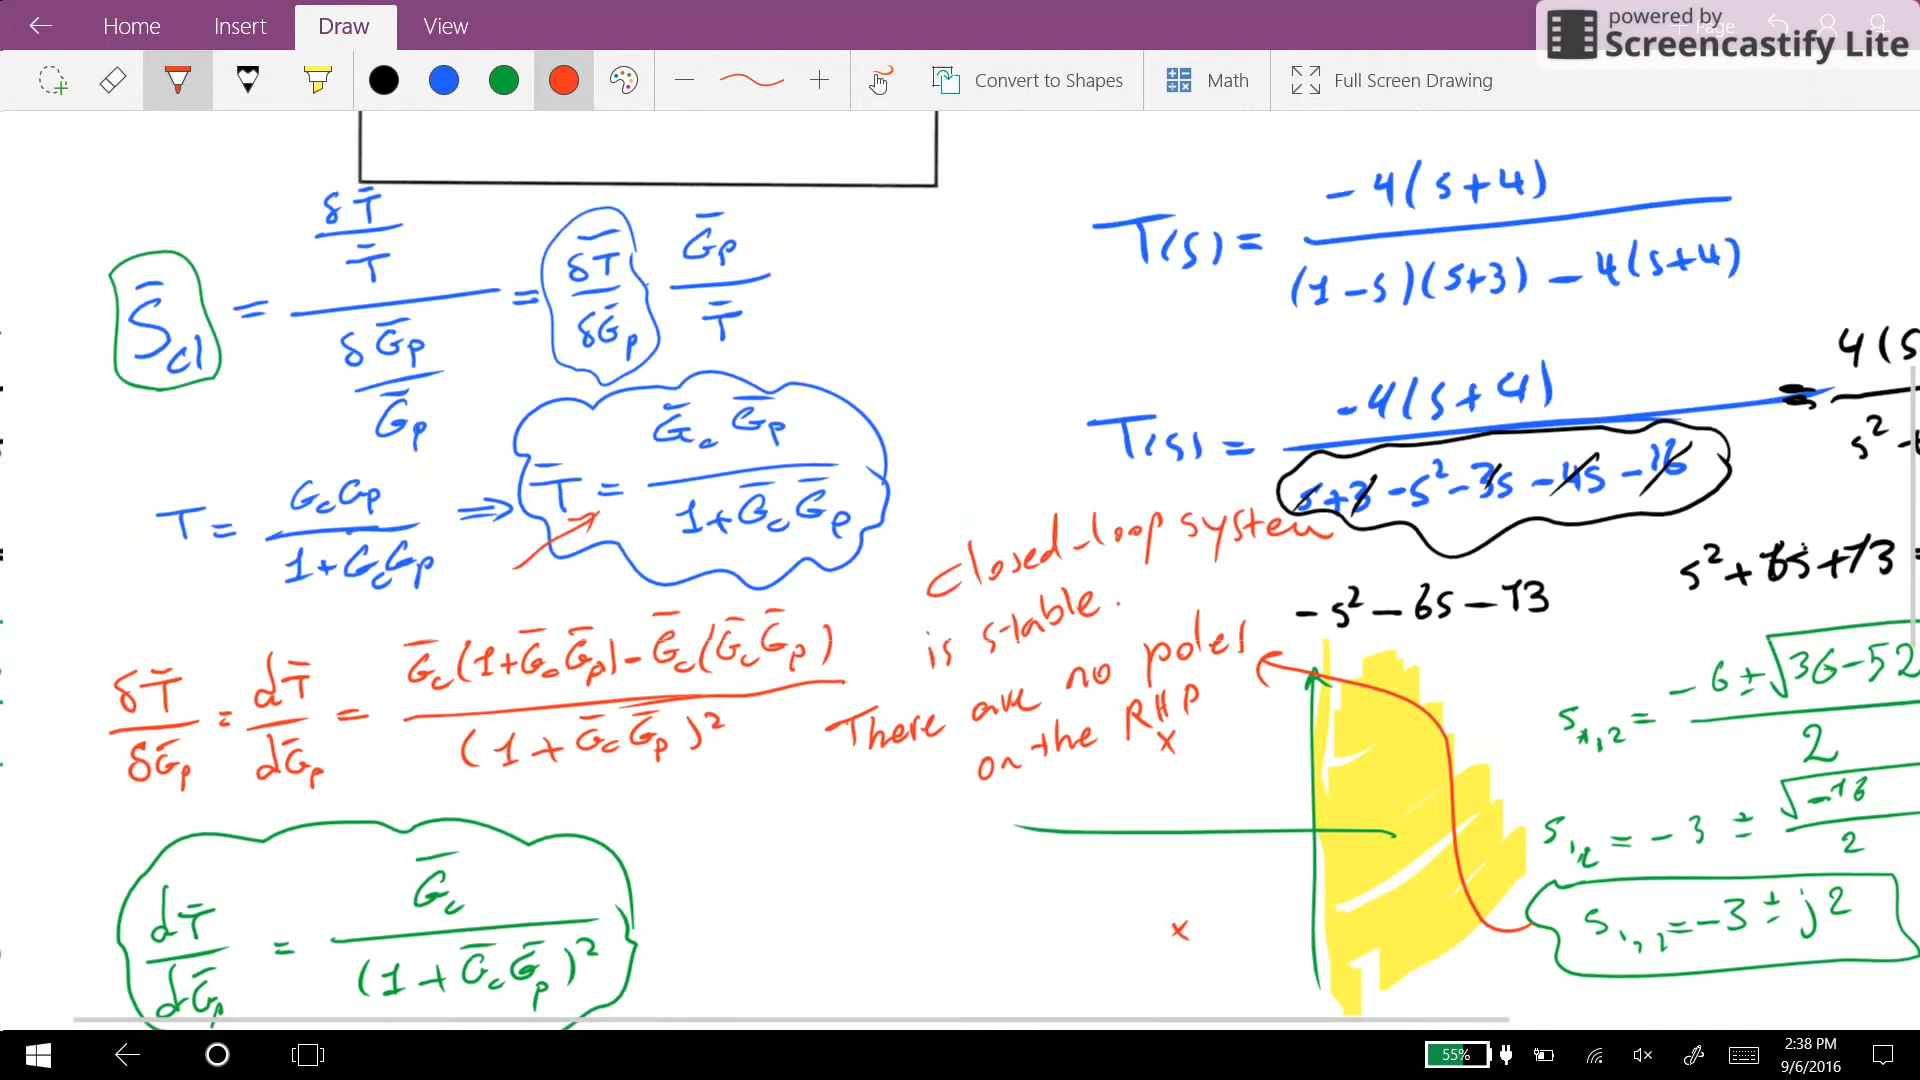 Home Insert Draw View
Page
powered by
Screencastify Lite
Convert to Shapes Math Full Screen Drawing
S̄cl = (δT̄/T̄)/(δḠp/Ḡp) = δT̄/δḠp Ḡp/T̄
T = GcGp/(1+GcGp) ⇒ T̄ = ḠcḠp/(1+ḠcḠp)
δT̄/δḠp = dT̄/dḠp = (Ḡc(1+ḠcḠp)-Ḡc(ḠcḠp))/(1+ḠcḠp)²
dT̄/dḠp = Ḡc/(1+ḠcḠp)²
T(s) = -4(s+4)/((1-s)(s+3)-4(s+4))
T(s) = -4(s+4)/(s+3-s²-3s-4s-16) = 4(s/s²-
-s²-6s-13
s²+6s+13=
closed-loop system
is stable.
There are no poles
on the RHP
x
x
s1,2 = (-6±√36-52)/2
s1,2 = -3 ± √-16/2
s1,2 = -3 ± j2
55%
2:38 PM
9/6/2016